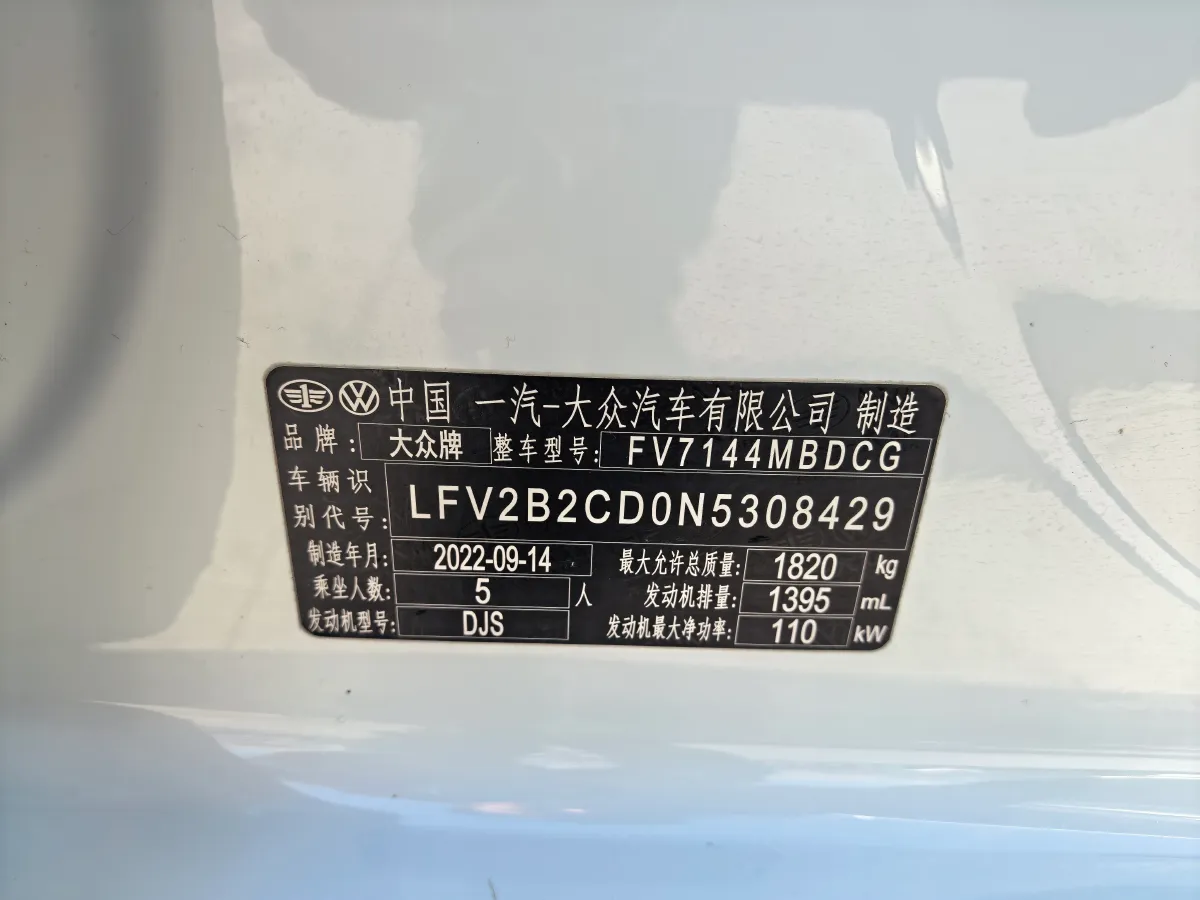 中国 一汽-大众汽车有限公司 制造
品牌: 大众牌 整车型号: FV7144MBDCG
车辆识别代号: LFV2B2CD0N5308429
制造年月: 2022-09-14 最大允许总质量: 1820 kg
乘坐人数: 5 人 发动机排量: 1395 mL
发动机型号: DJS 发动机最大净功率: 110 kW